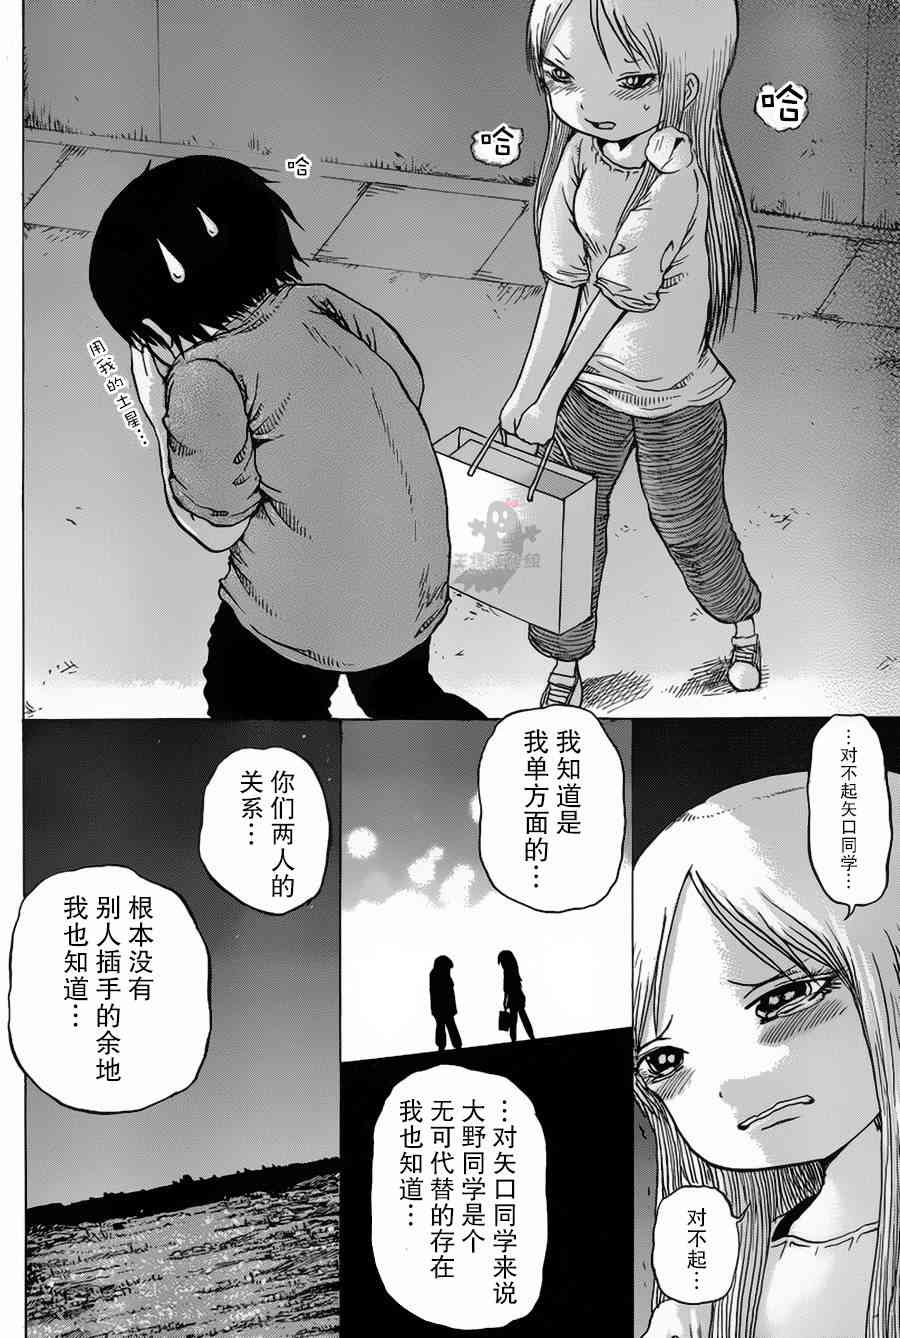 哈
哈
哈
用我的土星…
…对不起矢口同学…
对不起…
我知道是
我单方面的…
…对矢口同学来说
大野同学是个
无可代替的存在
我也知道…
你们两人的
关系…
根本没有
别人插手的余地
我也知道…